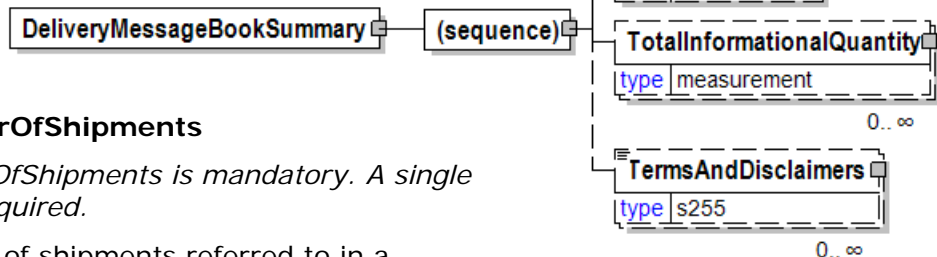 DeliveryMessageBookSummary
(sequence)
TotalInformationalQuantity
type measurement
0.. ∞
TermsAndDisclaimers
type s255
0.. ∞
rOfShipments
OfShipments is mandatory. A single
quired.
of shipments referred to in a